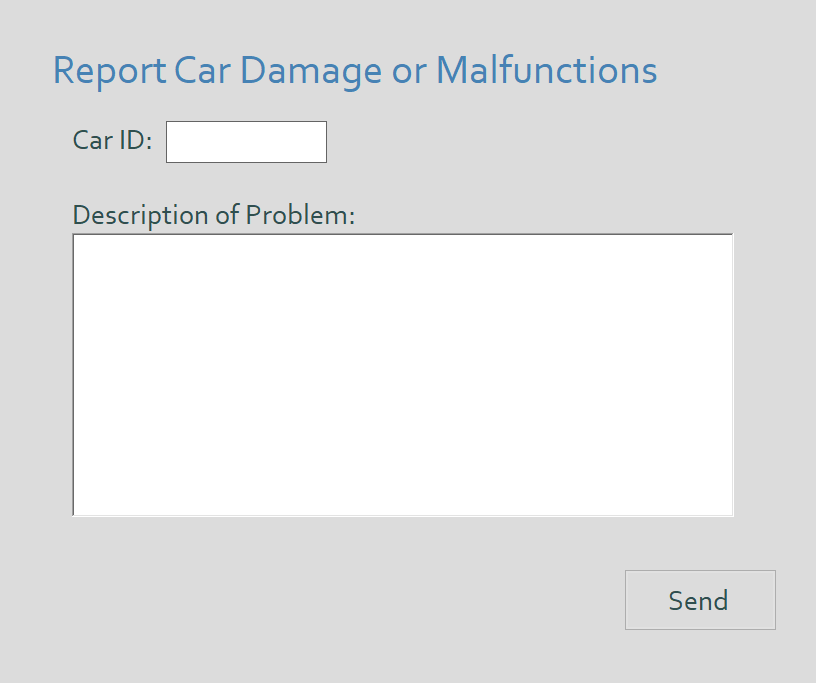 Report Car Damage or Malfunctions
Car ID:
Description of Problem:
Send